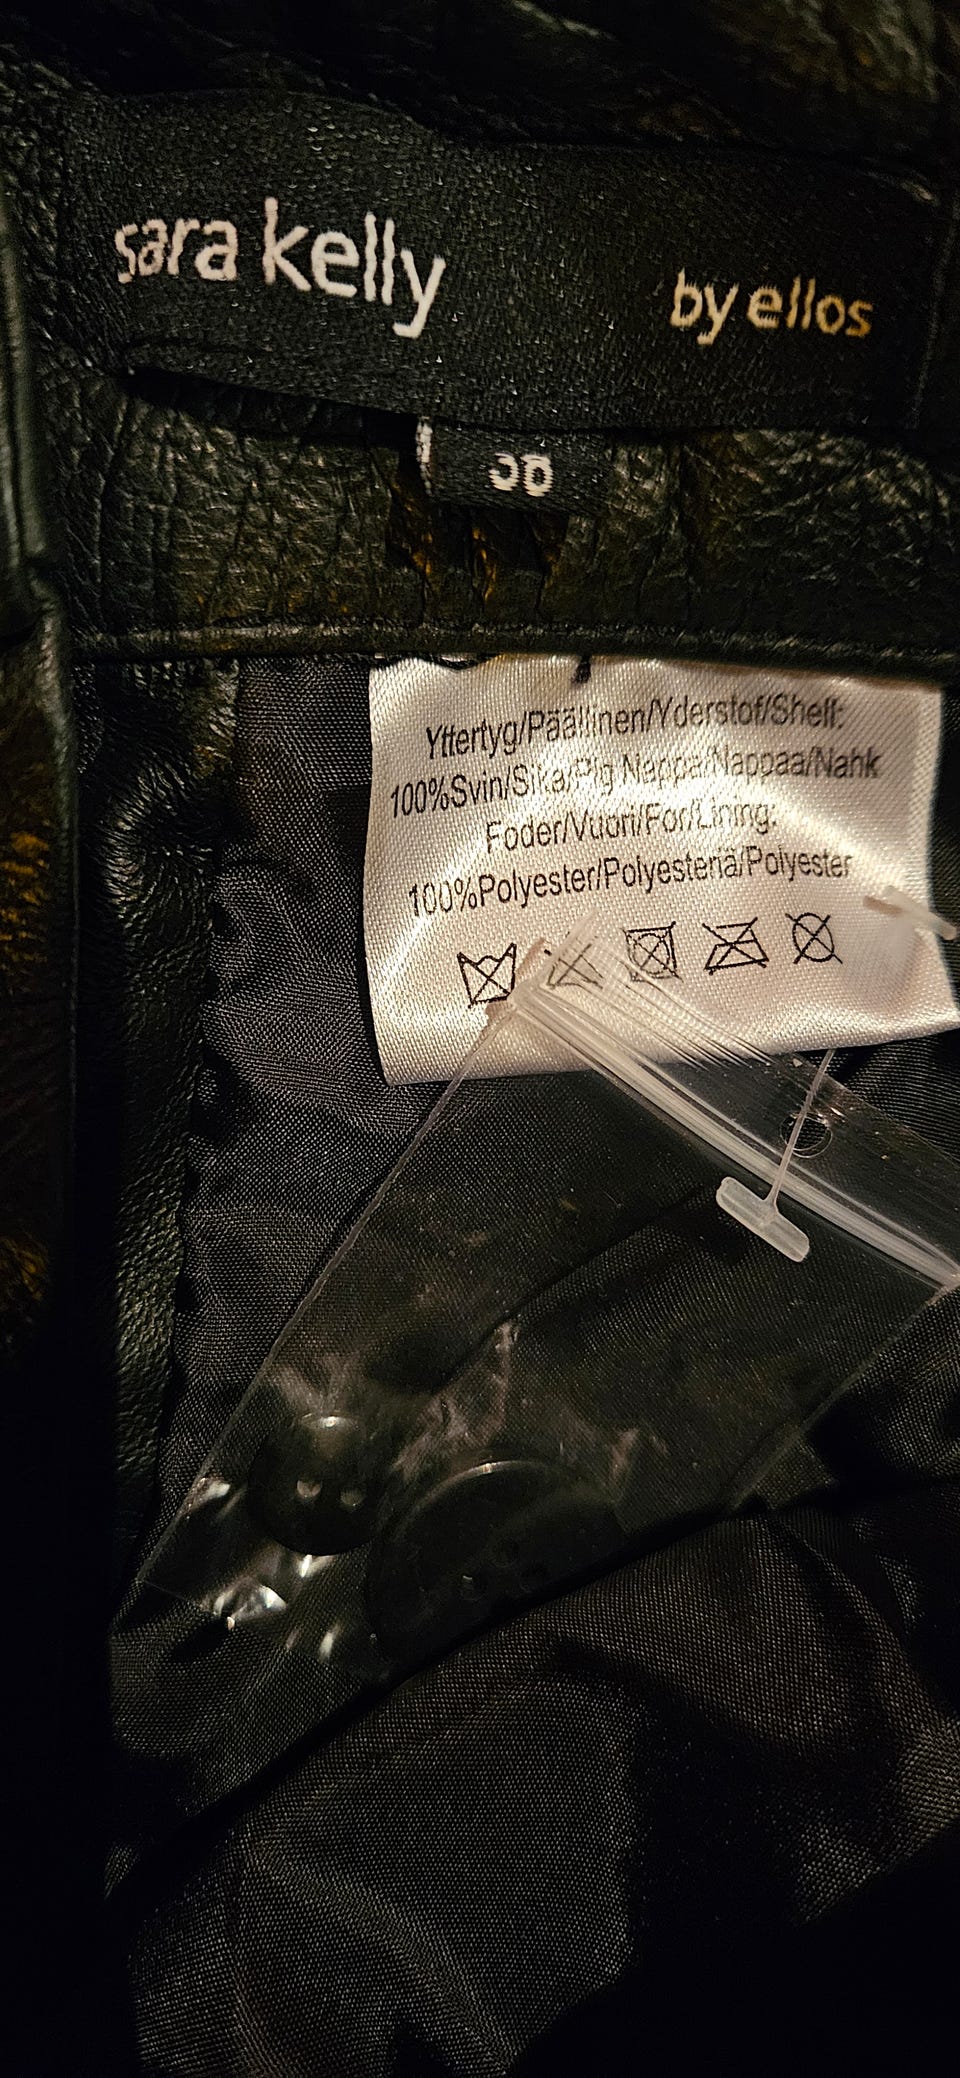 sara kelly by ellos
Yttertyg/Päällinen/Yderstof/Shell:
100%Svin/Sika/Pig Nappa/Nappaa/Nahk
Foder/Vuori/For/Lining:
100%Polyester/Polyesteriä/Polyester